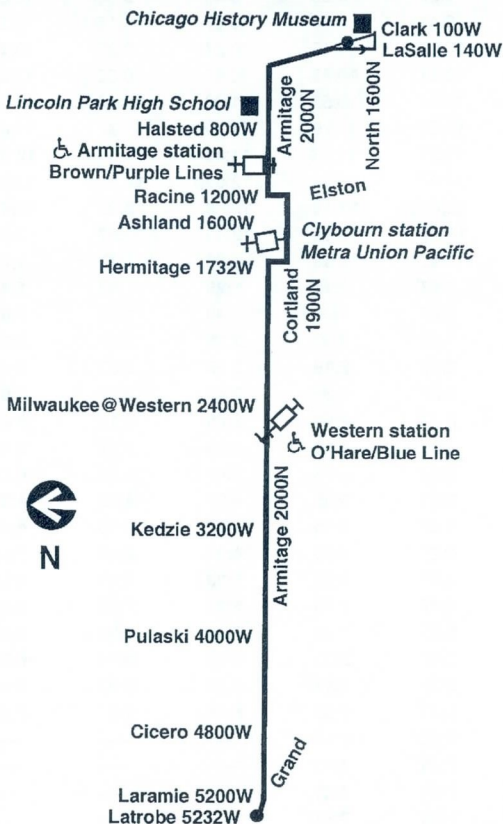 Chicago History Museum
Clark 100W
LaSalle 140W
Lincoln Park High School
Halsted 800W
Armitage
2000N
North 1600N
Armitage station
Brown/Purple Lines
Racine 1200W
Elston
Ashland 1600W
Clybourn station
Metra Union Pacific
Hermitage 1732W
Cortland
1900N
Milwaukee@Western 2400W
Western station
O'Hare/Blue Line
Armitage 2000N
N
Kedzie 3200W
Pulaski 4000W
Cicero 4800W
Grand
Laramie 5200W
Latrobe 5232W